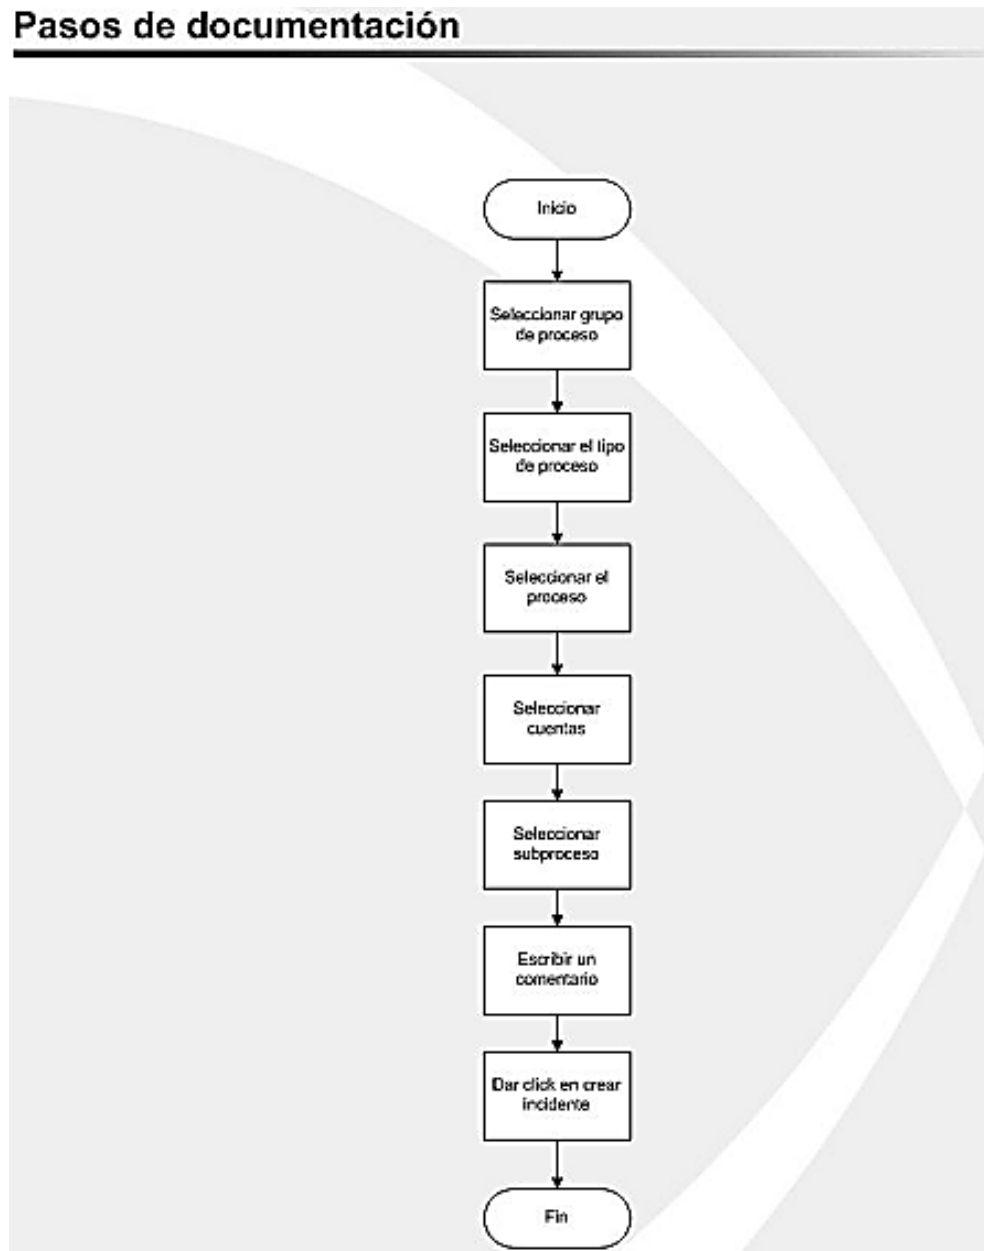 Pasos de documentación
Inicio
Seleccionar grupo
de proceso
Seleccionar el tipo
de proceso
Seleccionar el
proceso
Seleccionar
cuentas
Seleccionar
subproceso
Escribir un
comentario
Dar click en crear
incidente
Fin